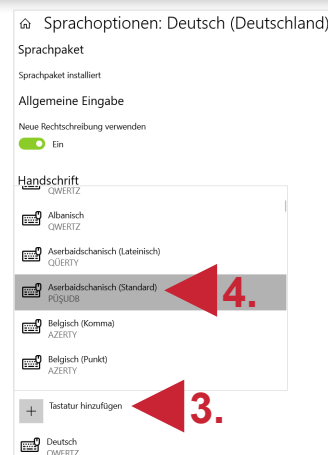 Sprachoptionen: Deutsch (Deutschland)
Sprachpaket
Sprachpaket installiert
Allgemeine Eingabe
Neue Rechtschreibung verwenden
Ein
Handschrift
QWERTZ
Albanisch
QWERTZ
Aserbaidschanisch (Lateinisch)
QÜERTY
Aserbaidschanisch (Standard)
PÜŞUDB
4.
Belgisch (Komma)
AZERTY
Belgisch (Punkt)
AZERTY
Tastatur hinzufügen
3.
Deutsch
QWERTZ